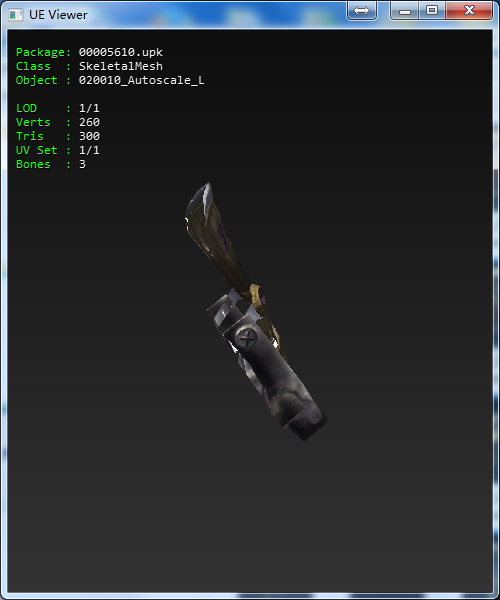 UE Viewer
Package: 00005610.upk
Class : SkeletalMesh
Object : 020010_Autoscale_L
LOD : 1/1
Verts : 260
Tris : 300
UV Set : 1/1
Bones : 3